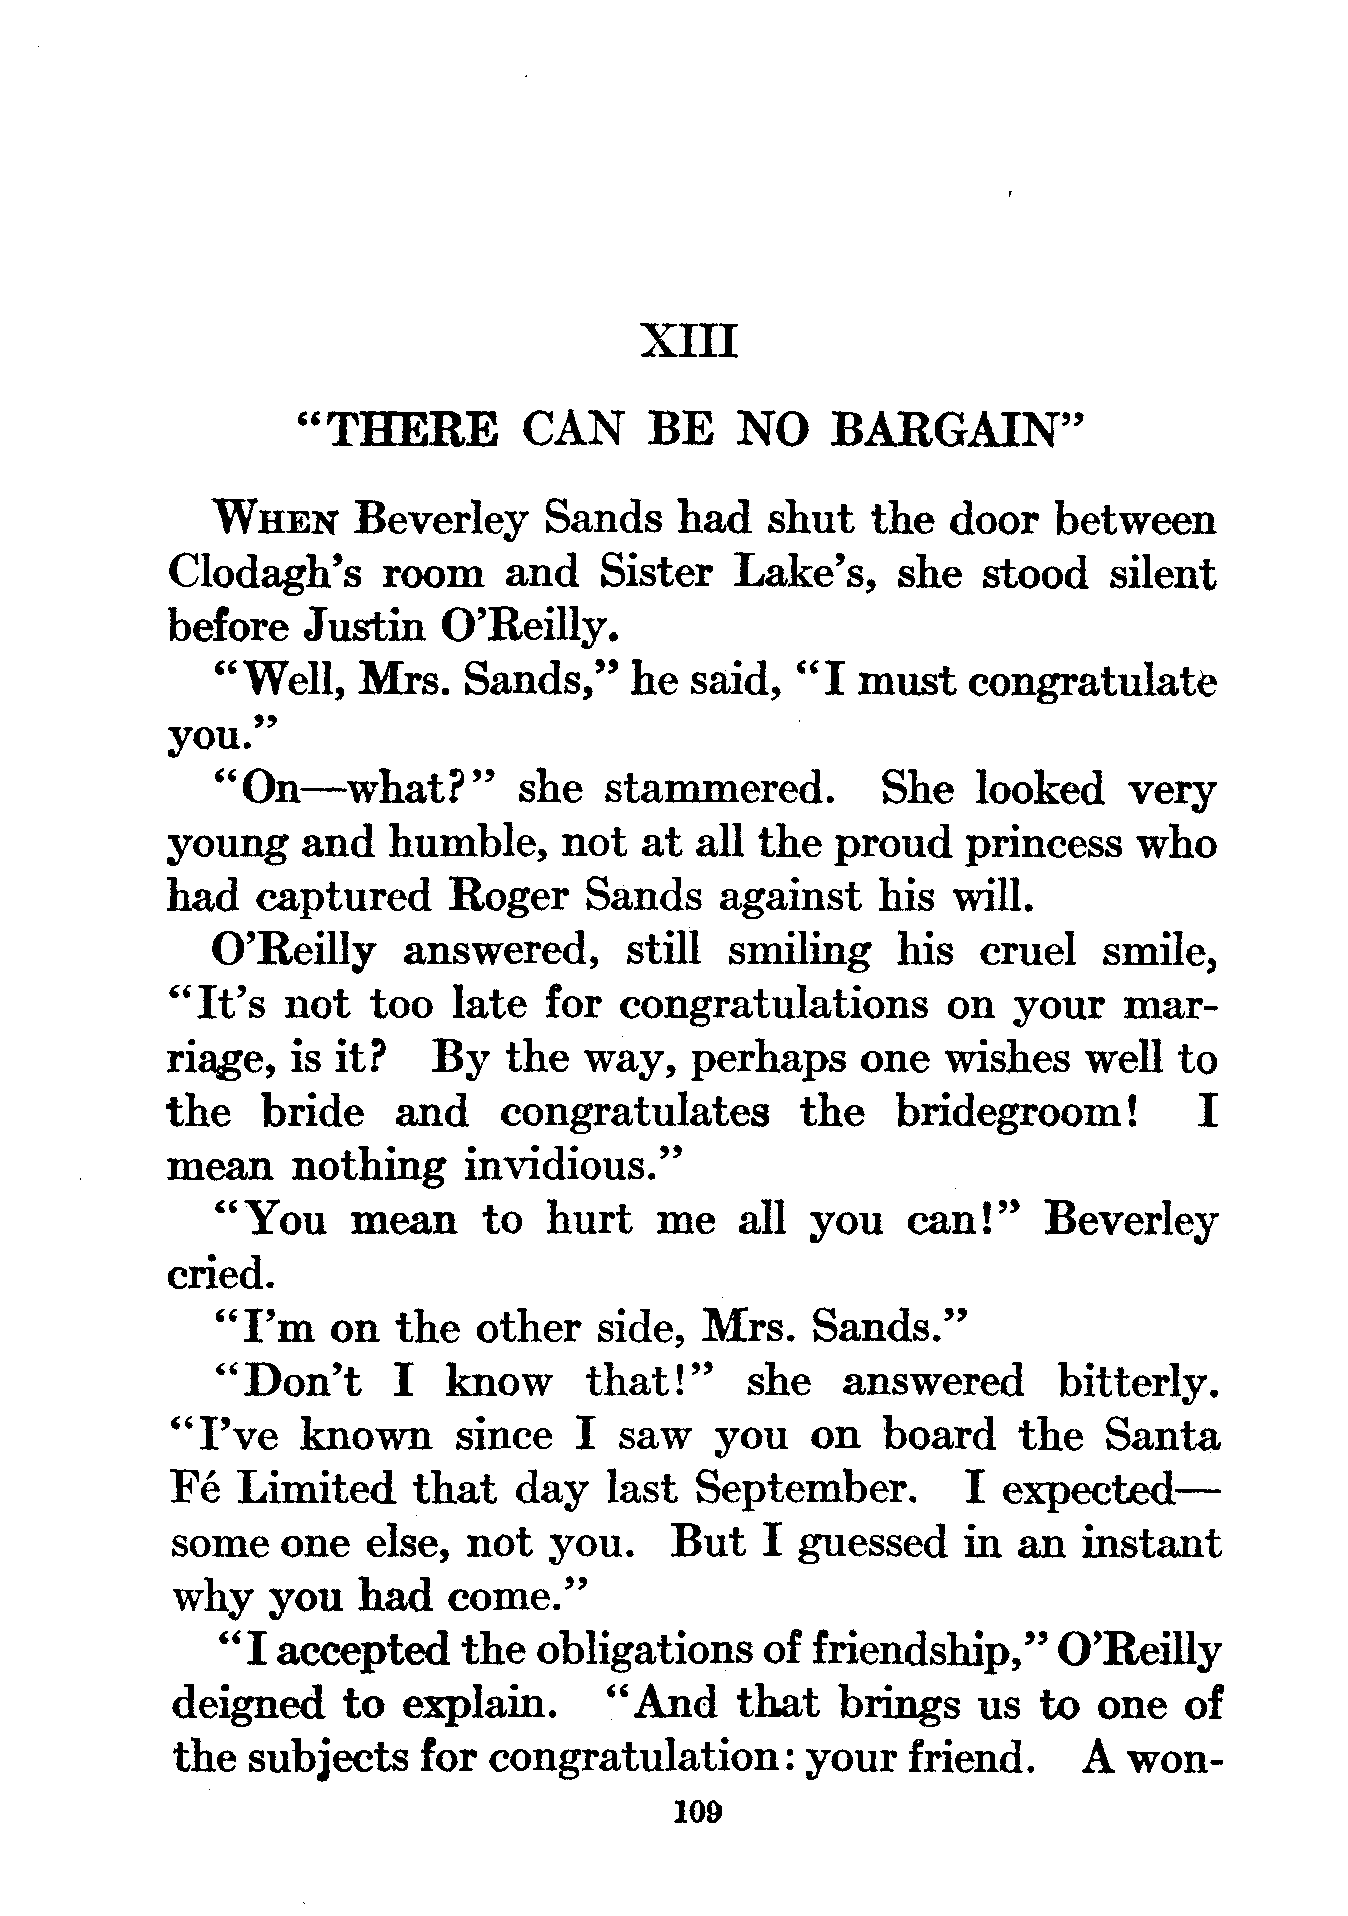 XIII
“THERE CAN BE NO BARGAIN”
WHEN Beverley Sands had shut the door between
Clodagh’s room and Sister Lake’s, she stood silent
before Justin O’Reilly.
“Well, Mrs. Sands,” he said, “I must congratulate
you.”
“On—what?” she stammered. She looked very
young and humble, not at all the proud princess who
had captured Roger Sands against his will.
O’Reilly answered, still smiling his cruel smile,
“It’s not too late for congratulations on your mar-
riage, is it? By the way, perhaps one wishes well to
the bride and congratulates the bridegroom! I
mean nothing invidious.”
“You mean to hurt me all you can!” Beverley
cried.
“I’m on the other side, Mrs. Sands.”
“Don’t I know that!” she answered bitterly.
“I’ve known since I saw you on board the Santa
Fé Limited that day last September. I expected—
some one else, not you. But I guessed in an instant
why you had come.”
“I accepted the obligations of friendship,” O’Reilly
deigned to explain. “And that brings us to one of
the subjects for congratulation: your friend. A won-
109